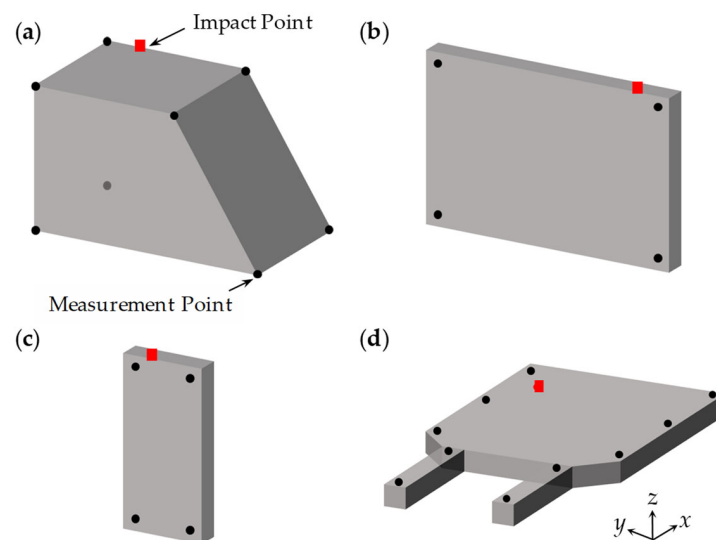 (a)
Impact Point
(b)
Measurement Point
(c)
(d)
z
y
x